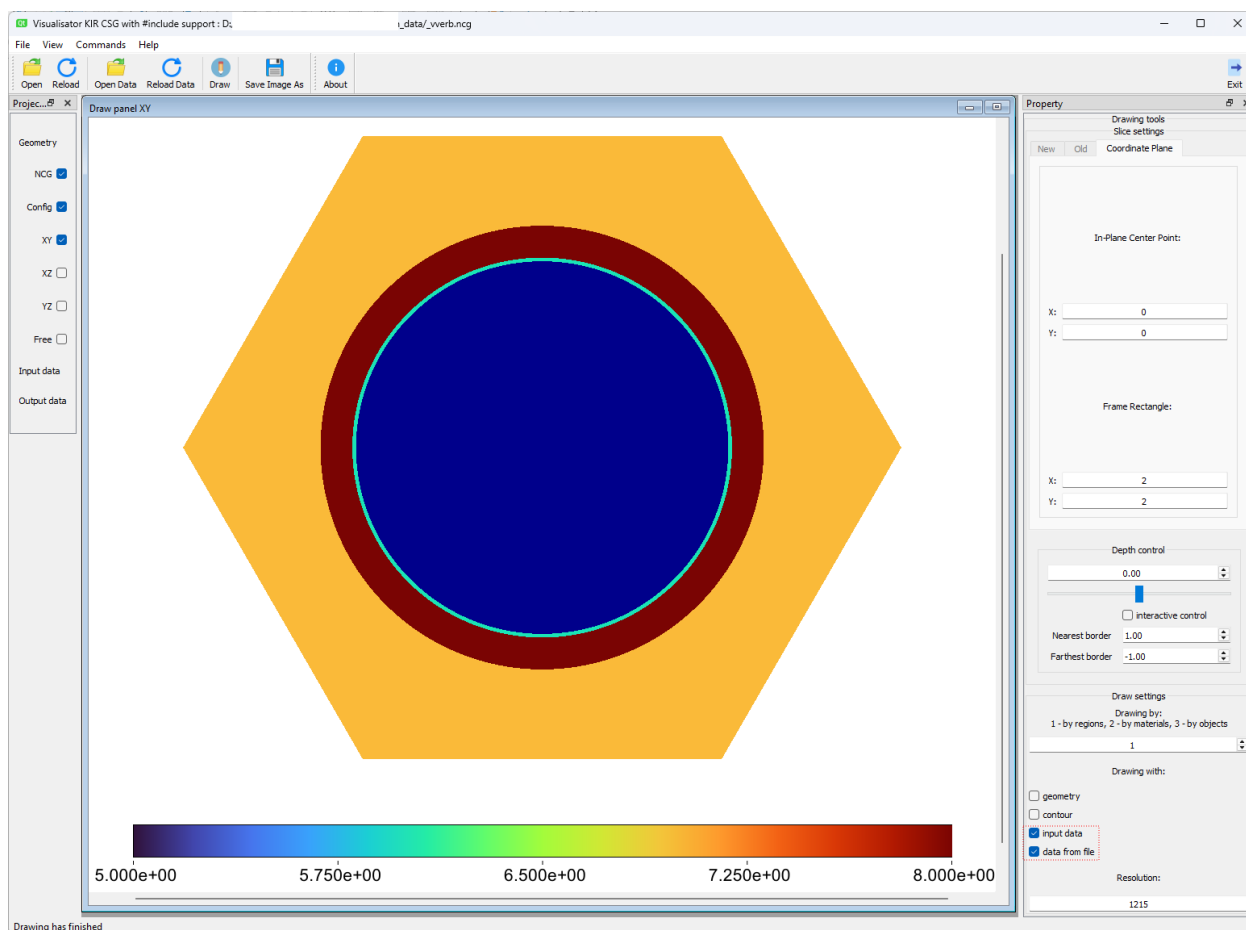 Visualisator KIR CSG with #include support : D:
_data/_vverb.ncg
File View Commands Help
Open Reload Open Data Reload Data Draw Save Image As About Exit
Projec...
Geometry
NCG
Config
XY
XZ
YZ
Free
Input data
Output data
Draw panel XY
5.000e+00 5.750e+00 6.500e+00 7.250e+00 8.000e+00
Property
Drawing tools
Slice settings
New Old Coordinate Plane
In-Plane Center Point:
X: 0
Y: 0
Frame Rectangle:
X: 2
Y: 2
Depth control
0.00
interactive control
Nearest border 1.00
Farthest border -1.00
Draw settings
Drawing by:
1 - by regions, 2 - by materials, 3 - by objects
1
Drawing with:
geometry
contour
input data
data from file
Resolution:
1215
Drawing has finished